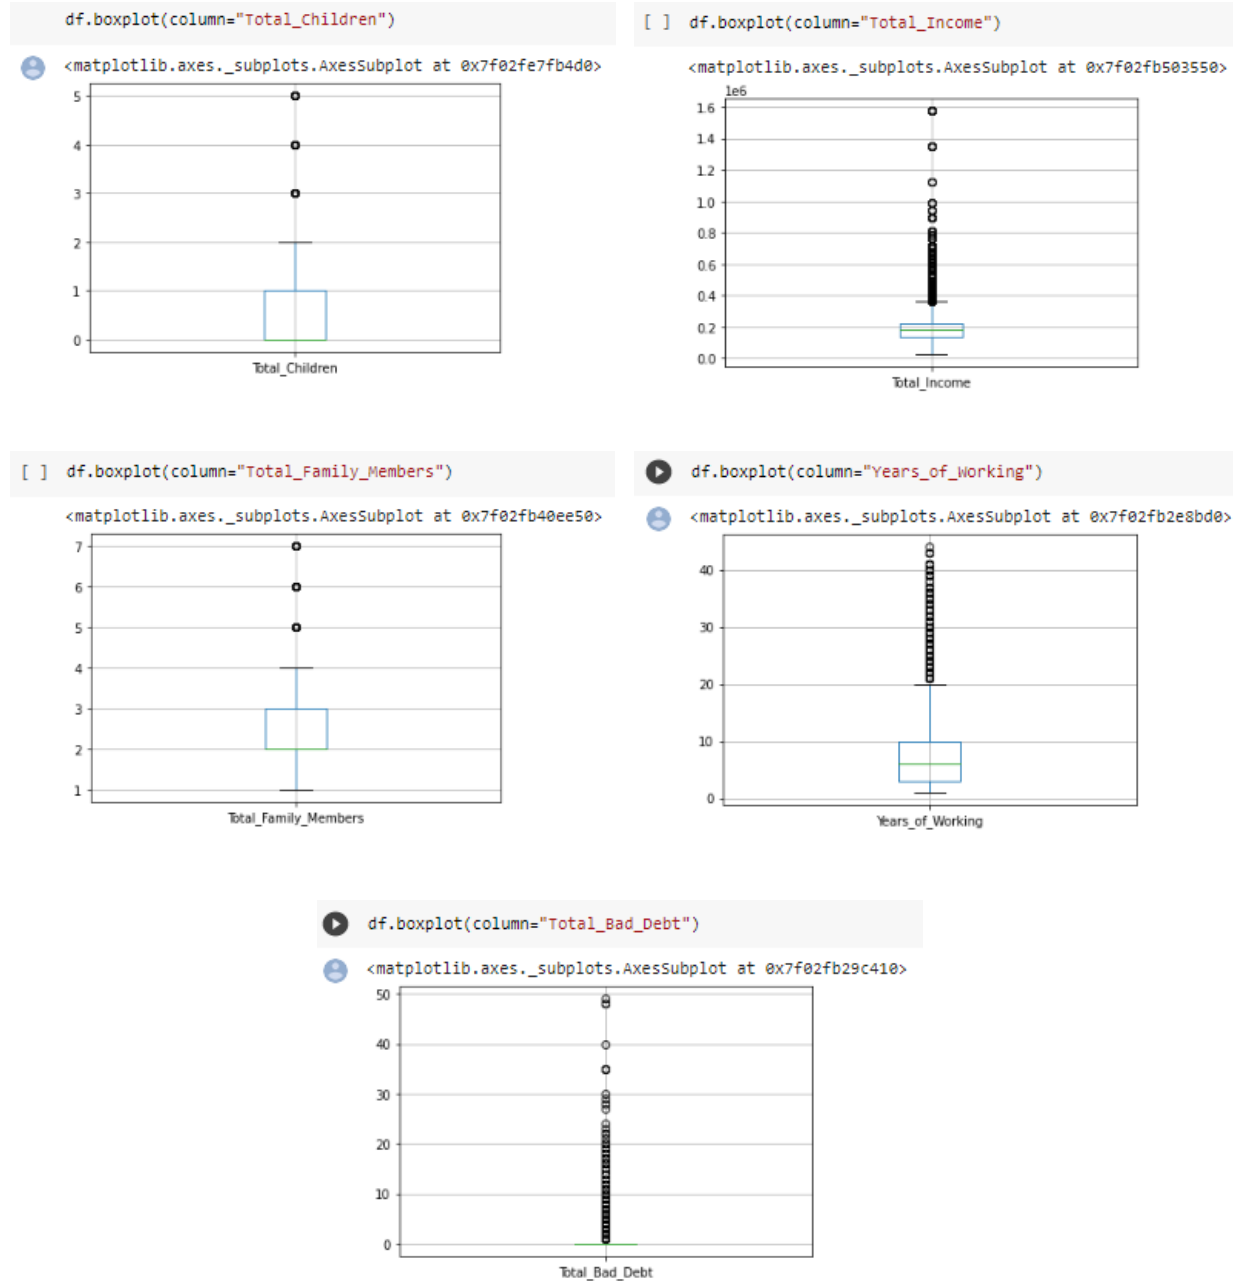 df.boxplot(column="Total_Children")
<matplotlib.axes._subplots.AxesSubplot at 0x7f02fe7fb4d0>
5
4
3
2
1
0
Total_Children
[ ] df.boxplot(column="Total_Income")
<matplotlib.axes._subplots.AxesSubplot at 0x7f02fb503550>
1e6
1.6
1.4
1.2
1.0
0.8
0.6
0.4
0.2
0.0
Total_Income
[ ] df.boxplot(column="Total_Family_Members")
<matplotlib.axes._subplots.AxesSubplot at 0x7f02fb40ee50>
7
6
5
4
3
2
1
Total_Family_Members
df.boxplot(column="Years_of_Working")
<matplotlib.axes._subplots.AxesSubplot at 0x7f02fb2e8bd0>
40
30
20
10
0
Years_of_Working
df.boxplot(column="Total_Bad_Debt")
<matplotlib.axes._subplots.AxesSubplot at 0x7f02fb29c410>
50
40
30
20
10
0
Total_Bad_Debt